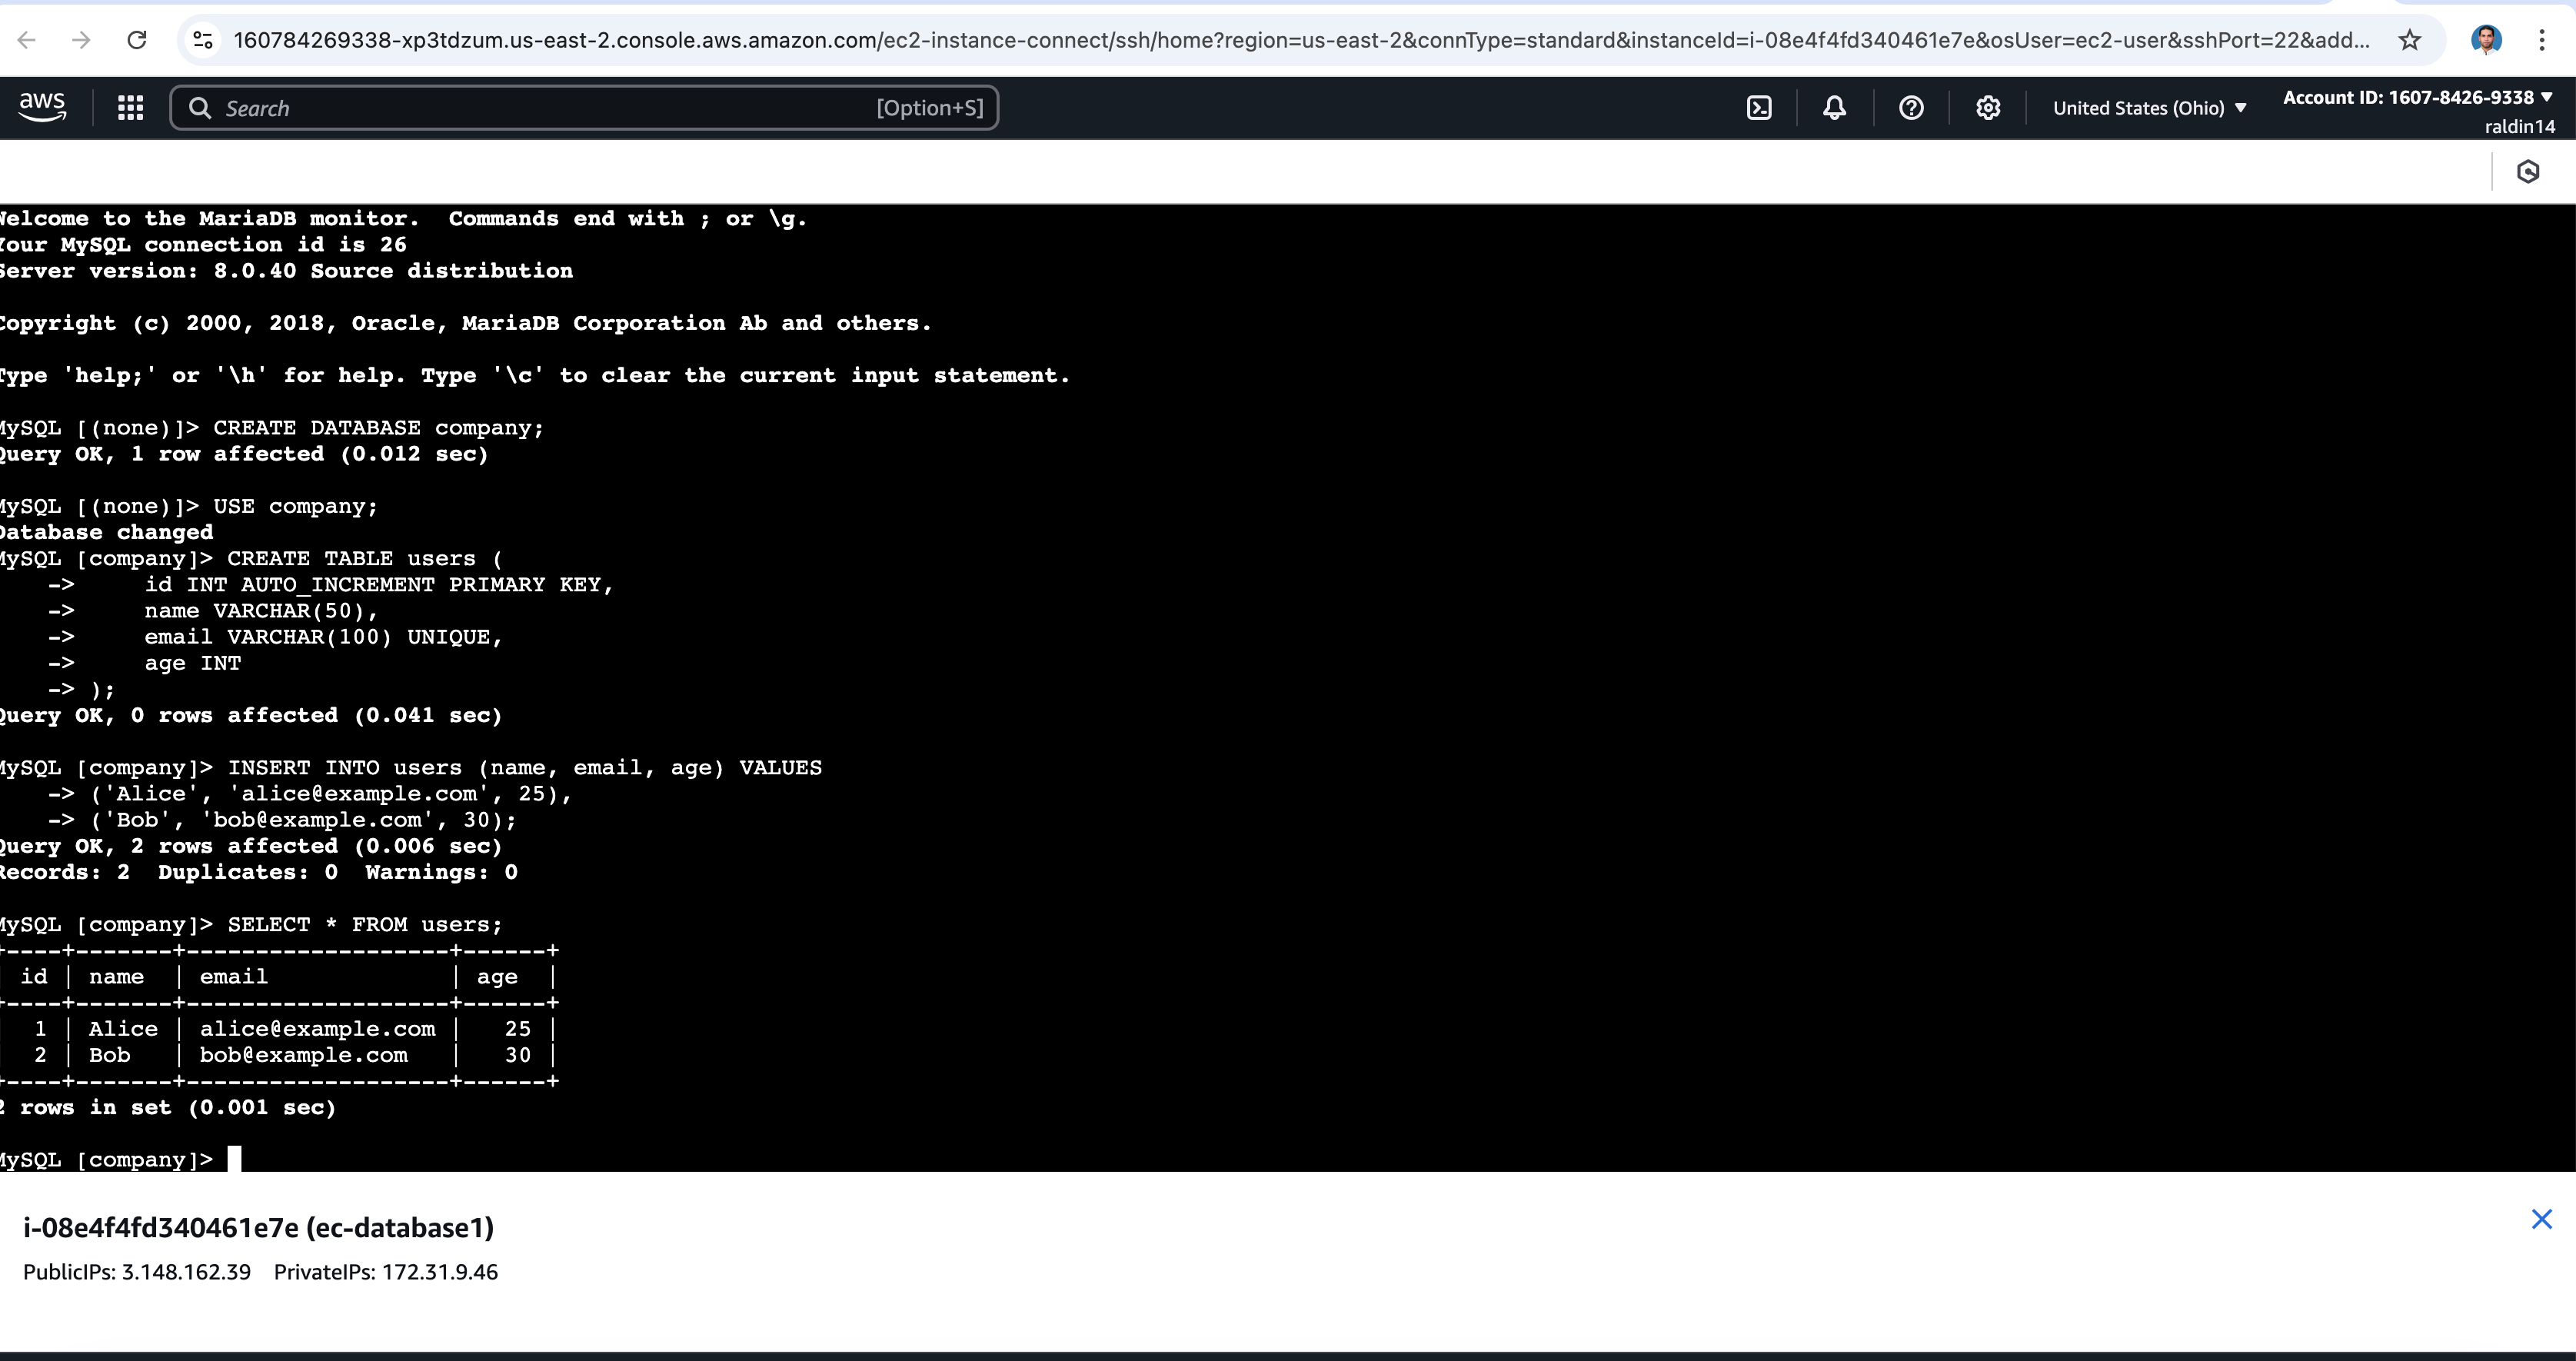 160784269338-xp3tdzum.us-east-2.console.aws.amazon.com/ec2-instance-connect/ssh/home?region=us-east-2&connType=standard&instanceId=i-08e4f4fd340461e7e&osUser=ec2-user&sshPort=22&add...
aws
Search
[Option+S]
United States (Ohio)
Account ID: 1607-8426-9338
raldin14
Welcome to the MariaDB monitor.  Commands end with ; or \g.
Your MySQL connection id is 26
Server version: 8.0.40 Source distribution
Copyright (c) 2000, 2018, Oracle, MariaDB Corporation Ab and others.
Type 'help;' or '\h' for help. Type '\c' to clear the current input statement.
MySQL [(none)]> CREATE DATABASE company;
Query OK, 1 row affected (0.012 sec)
MySQL [(none)]> USE company;
Database changed
MySQL [company]> CREATE TABLE users (
->     id INT AUTO_INCREMENT PRIMARY KEY,
->     name VARCHAR(50),
->     email VARCHAR(100) UNIQUE,
->     age INT
-> );
Query OK, 0 rows affected (0.041 sec)
MySQL [company]> INSERT INTO users (name, email, age) VALUES
-> ('Alice', 'alice@example.com', 25),
-> ('Bob', 'bob@example.com', 30);
Query OK, 2 rows affected (0.006 sec)
Records: 2  Duplicates: 0  Warnings: 0
MySQL [company]> SELECT * FROM users;
+----+-------+-------------------+------+
| id | name  | email             | age  |
+----+-------+-------------------+------+
|  1 | Alice | alice@example.com |   25 |
|  2 | Bob   | bob@example.com   |   30 |
+----+-------+-------------------+------+
2 rows in set (0.001 sec)
MySQL [company]>
i-08e4f4fd340461e7e (ec-database1)
PublicIPs: 3.148.162.39    PrivateIPs: 172.31.9.46